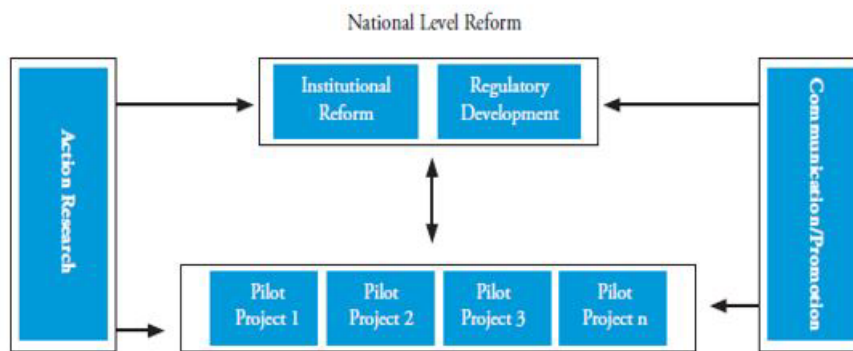 National Level Reform
Action Research
Institutional
Reform
Regulatory
Development
Communication/Promotion
Pilot
Project 1
Pilot
Project 2
Pilot
Project 3
Pilot
Project n